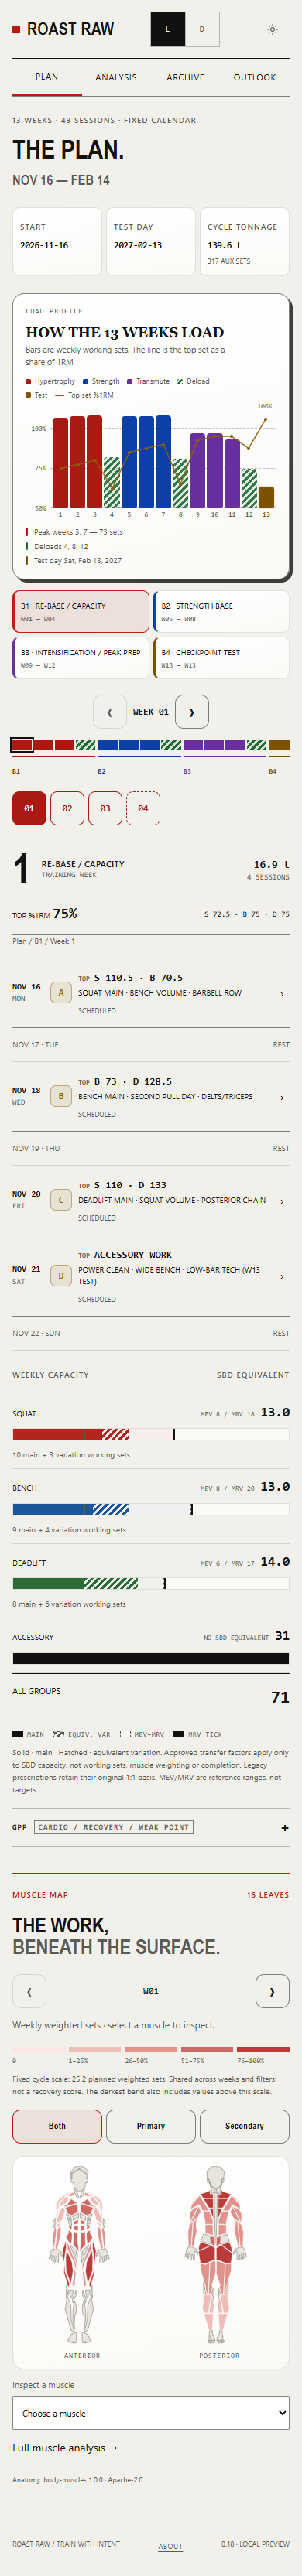 ROAST RAW
L D
PLAN ANALYSIS ARCHIVE OUTLOOK
13 WEEKS · 49 SESSIONS · FIXED CALENDAR
THE PLAN.
NOV 16 — FEB 14
START
2026-11-16
TEST DAY
2027-02-13
CYCLE TONNAGE
139.6 t
317 AUX SETS
LOAD PROFILE
HOW THE 13 WEEKS LOAD
Bars are weekly working sets. The line is the top set as a
share of 1RM.
Hypertrophy Strength Transmute Deload
Test Top set %1RM
106%
100%
75%
50%
1 2 3 4 5 6 7 8 9 10 11 12 13
Peak weeks 3, 7 — 73 sets
Deloads 4, 8, 12
Test day Sat, Feb 13, 2027
B1 · RE-BASE / CAPACITY
W01 — W04
B2 · STRENGTH BASE
W05 — W08
B3 · INTENSIFICATION / PEAK PREP
W09 — W12
B4 · CHECKPOINT TEST
W13 — W13
‹ WEEK 01 ›
B1 B2 B3 B4
01 02 03 04
1
RE-BASE / CAPACITY
TRAINING WEEK
16.9 t
4 SESSIONS
TOP %1RM 75%
S 72.5 · B 75 · D 75
Plan / B1 / Week 1
NOV 16
MON
A
TOP S 110.5 · B 70.5
SQUAT MAIN · BENCH VOLUME · BARBELL ROW
SCHEDULED
›
NOV 17 · TUE REST
NOV 18
WED
B
TOP B 73 · D 128.5
BENCH MAIN · SECOND PULL DAY · DELTS/TRICEPS
SCHEDULED
›
NOV 19 · THU REST
NOV 20
FRI
C
TOP S 110 · D 133
DEADLIFT MAIN · SQUAT VOLUME · POSTERIOR CHAIN
SCHEDULED
›
NOV 21
SAT
D
TOP ACCESSORY WORK
POWER CLEAN · WIDE BENCH · LOW-BAR TECH (W13
TEST)
SCHEDULED
›
NOV 22 · SUN REST
WEEKLY CAPACITY SBD EQUIVALENT
SQUAT MEV 8 / MRV 18 13.0
10 main + 3 variation working sets
BENCH MEV 8 / MRV 20 13.0
9 main + 4 variation working sets
DEADLIFT MEV 6 / MRV 17 14.0
8 main + 6 variation working sets
ACCESSORY NO SBD EQUIVALENT 31
ALL GROUPS 71
MAIN EQUIV. VAR MEV–MRV MRV TICK
Solid · main Hatched · equivalent variation. Approved transfer factors apply only
to SBD capacity, not working sets, muscle weighting or completion. Legacy
prescriptions retain their original 1:1 basis. MEV/MRV are reference ranges, not
targets.
GPP CARDIO / RECOVERY / WEAK POINT +
MUSCLE MAP 16 LEAVES
THE WORK,
BENEATH THE SURFACE.
‹ W01 ›
Weekly weighted sets · select a muscle to inspect.
0 1–25% 26–50% 51–75% 76–100%
Fixed cycle scale: 25.2 planned weighted sets. Shared across weeks and filters;
not a recovery score. The darkest band also includes values above this scale.
Both Primary Secondary
ANTERIOR POSTERIOR
Inspect a muscle
Choose a muscle
Full muscle analysis →
Anatomy: body-muscles 1.0.0 · Apache-2.0
ROAST RAW / TRAIN WITH INTENT ABOUT 0.18 · LOCAL PREVIEW